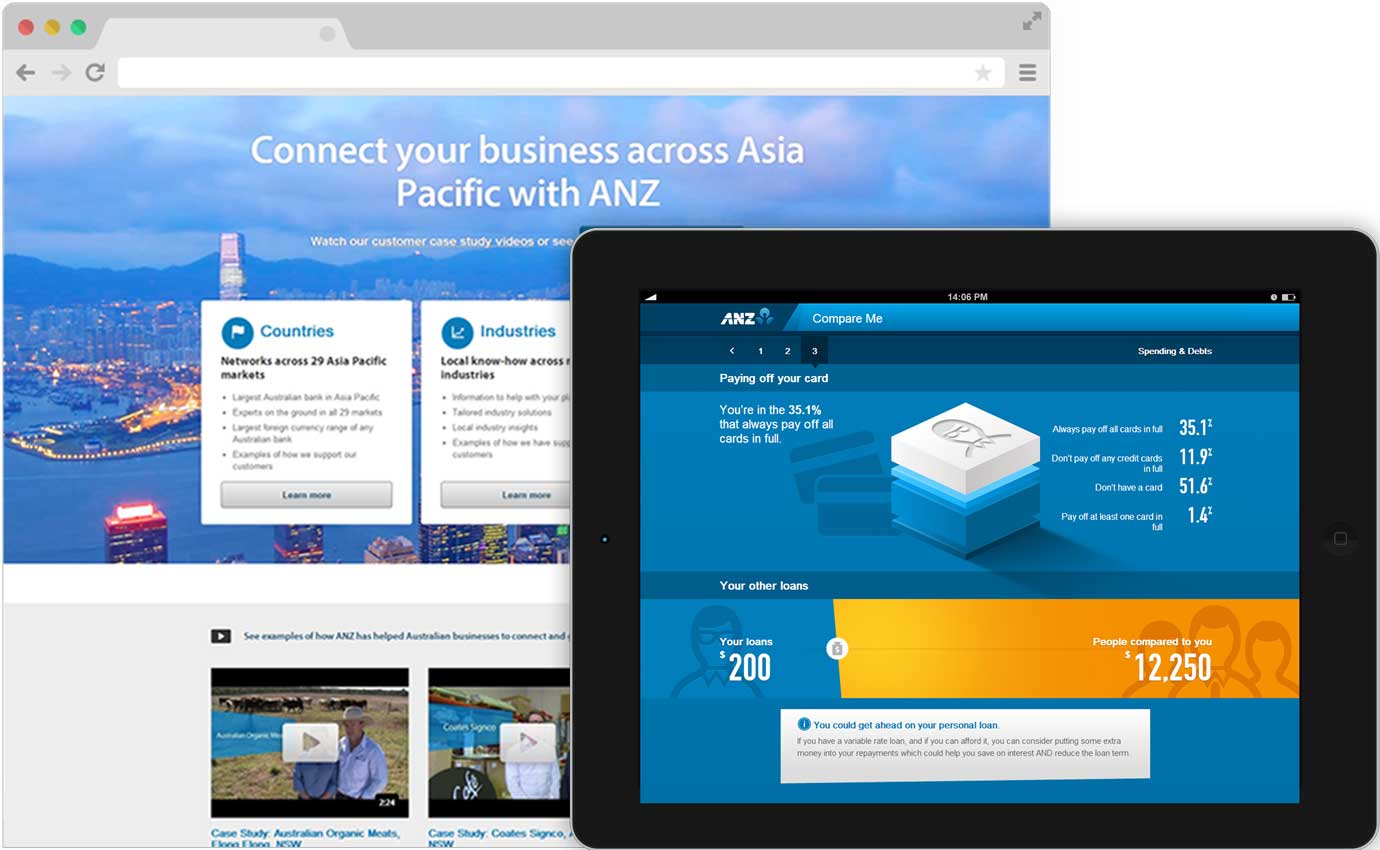 Connect your business across Asia
Pacific with ANZ
Watch our customer case study videos or see
Countries
Networks across 29 Asia Pacific
markets
• Largest Australian bank in Asia Pacific
• Experts on the ground in all 29 markets
• Largest foreign currency range of any
Australian bank
• Examples of how we support our
customers
Learn more
Industries
Local know-how across
industries
• Information to help with your
• Tailored industry solutions
• Local industry insights
• Examples of how we have
customers
Learn more
See examples of how ANZ has helped Australian businesses to connect and
Australian Organic
2:24
Case Study: Australian Organic Meats,
Elong Elong, NSW
Coates Signco
Case Study: Coates Signco,
NSW
14:06 PM
ANZ
Compare Me
1
2
3
Spending & Debts
Paying off your card
You're in the 35.1%
that always pay off all
cards in full.
Always pay off all cards in full 35.1%
Don't pay off any credit cards
in full 11.9%
Don't have a card 51.6%
Pay off at least one card in
full 1.4%
Your other loans
Your loans
$200
People compared to you
$12,250
You could get ahead on your personal loan.
If you have a variable rate loan, and if you can afford it, you can consider putting some extra
money into your repayments which could help you save on interest AND reduce the loan term.